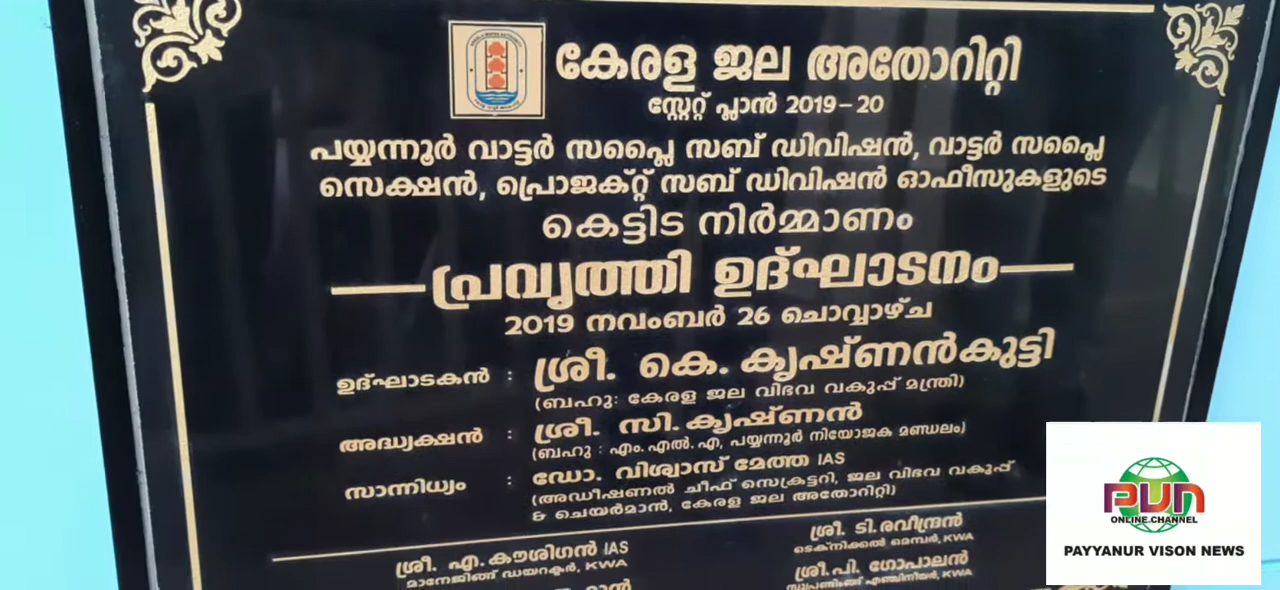 കേരള ജല അതോറിറ്റി
സ്റ്റേറ്റ് പ്ലാൻ 2019-20
പയ്യന്നൂർ വാട്ടർ സപ്ലൈ സബ് ഡിവിഷൻ, വാട്ടർ സപ്ലൈ
സെക്ഷൻ, പ്രൊജക്റ്റ് സബ് ഡിവിഷൻ ഓഫീസുകളുടെ
കെട്ടിട നിർമ്മാണം
പ്രവൃത്തി ഉദ്ഘാടനം
2019 നവംബർ 26 ചൊവ്വാഴ്ച
ഉദ്ഘാടകൻ : ശ്രീ. കെ. കൃഷ്ണൻകുട്ടി
(ബഹു: കേരള ജല വിഭവ വകുപ്പ് മന്ത്രി)
അദ്ധ്യക്ഷൻ : ശ്രീ. സി. കൃഷ്ണൻ
(ബഹു : എം. എൽ. എ, പയ്യന്നൂർ നിയോജക മണ്ഡലം)
സാന്നിധ്യം : ഡോ. വിശ്വാസ് മേത്ത IAS
(അഡീഷണൽ ചീഫ് സെക്രട്ടറി, ജല വിഭവ വകുപ്പ്
& ചെയർമാൻ, കേരള ജല അതോറിറ്റി)
ശ്രീ. എ. കൗശിഗൻ IAS
മാനേജിങ്ങ് ഡയറക്ടർ, KWA
ശ്രീ. ടി. രവീന്ദ്രൻ
ടെക്നിക്കൽ മെമ്പർ, KWA
ശ്രീ. പി. ഗോപാലൻ
സൂപ്രണ്ടിങ്ങ് എഞ്ചിനീയർ, KWA
PVN
ONLINE CHANNEL
PAYYANUR VISON NEWS